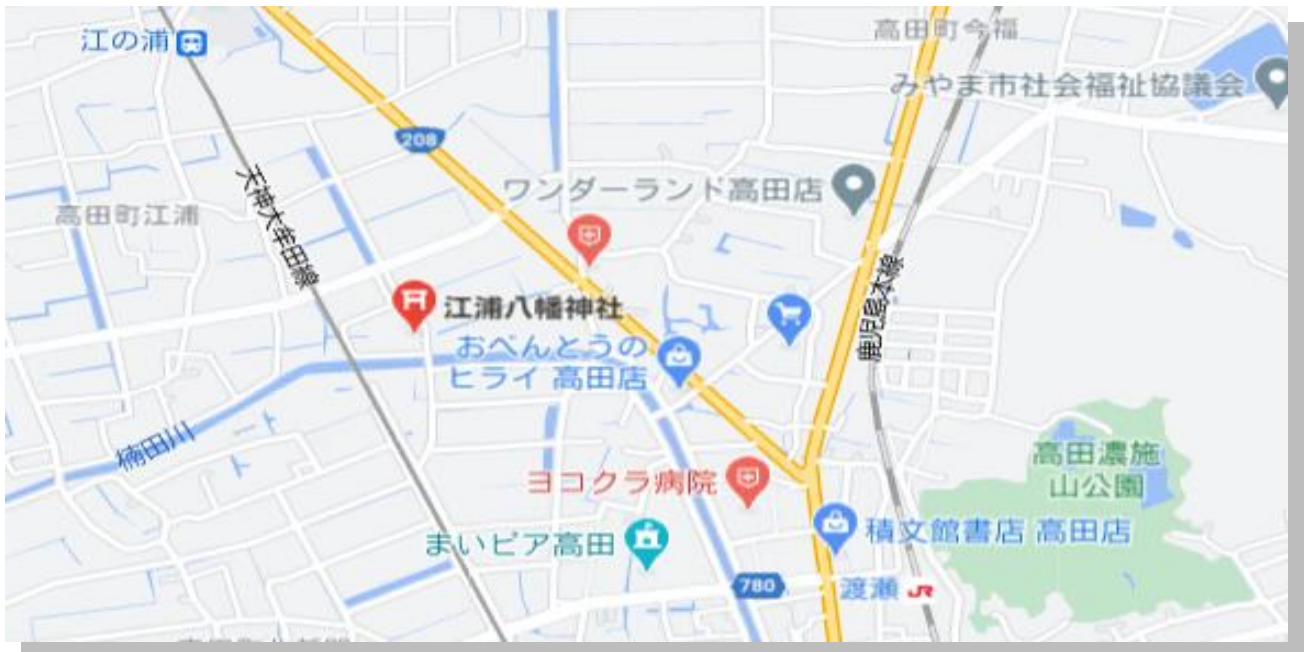 江の浦
高田町今福
みやま市社会福祉協議会
208
ワンダーランド高田店
天神大牟田線
高田町江浦
鹿児島本線
江浦八幡神社
おべんとうの
ヒライ 高田店
楠田川
高田濃施
山公園
ヨコクラ病院
積文館書店 高田店
まいピア高田
780
渡瀬 JR